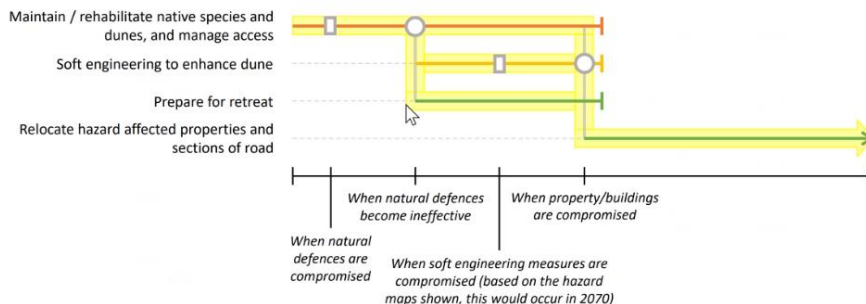 Maintain / rehabilitate native species and
dunes, and manage access
Soft engineering to enhance dune
Prepare for retreat
Relocate hazard affected properties and
sections of road
When natural defences
become ineffective
When property/buildings
are compromised
When natural
defences are
compromised
When soft engineering measures are
compromised (based on the hazard
maps shown, this would occur in 2070)